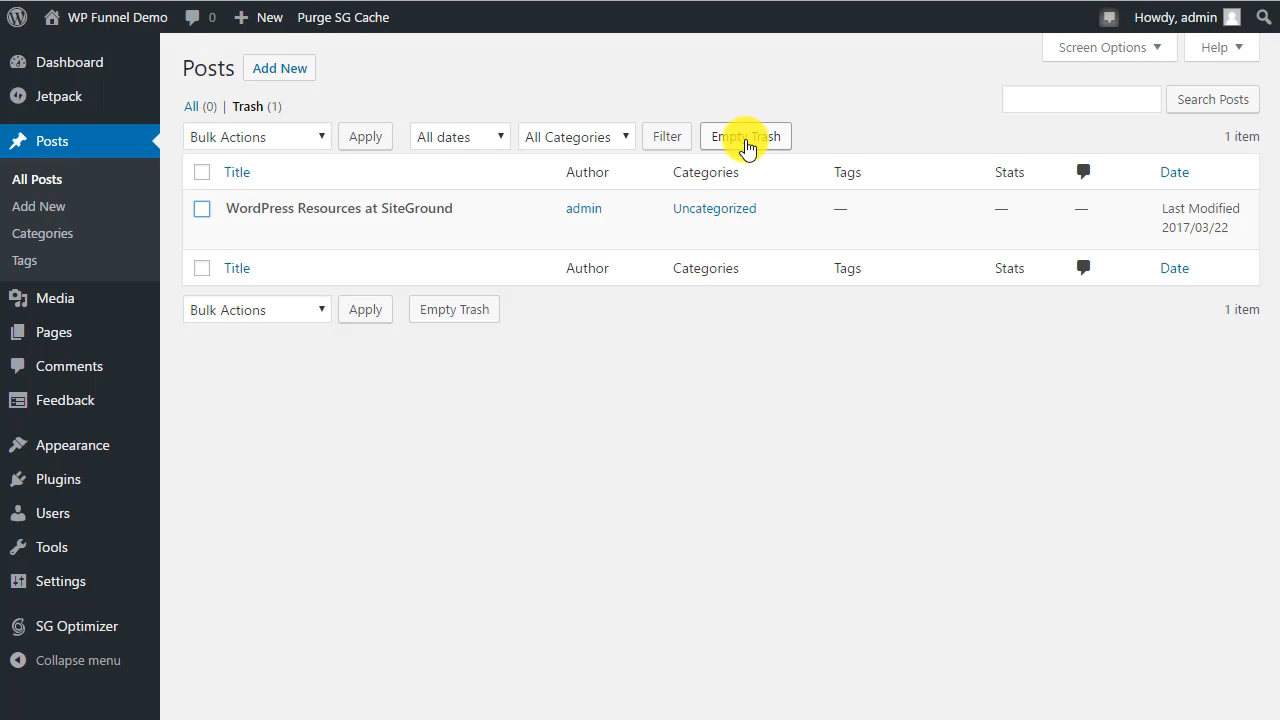 WP Funnel Demo 0 New Purge SG Cache Howdy, admin
Dashboard
Jetpack
Posts
All Posts
Add New
Categories
Tags
Media
Pages
Comments
Feedback
Appearance
Plugins
Users
Tools
Settings
SG Optimizer
Collapse menu
Screen Options Help
Posts Add New
All (0) | Trash (1)
Search Posts
Bulk Actions Apply All dates All Categories Filter Empty Trash 1 item
Title Author Categories Tags Stats Date
WordPress Resources at SiteGround admin Uncategorized — — — Last Modified
2017/03/22
Title Author Categories Tags Stats Date
Bulk Actions Apply Empty Trash 1 item